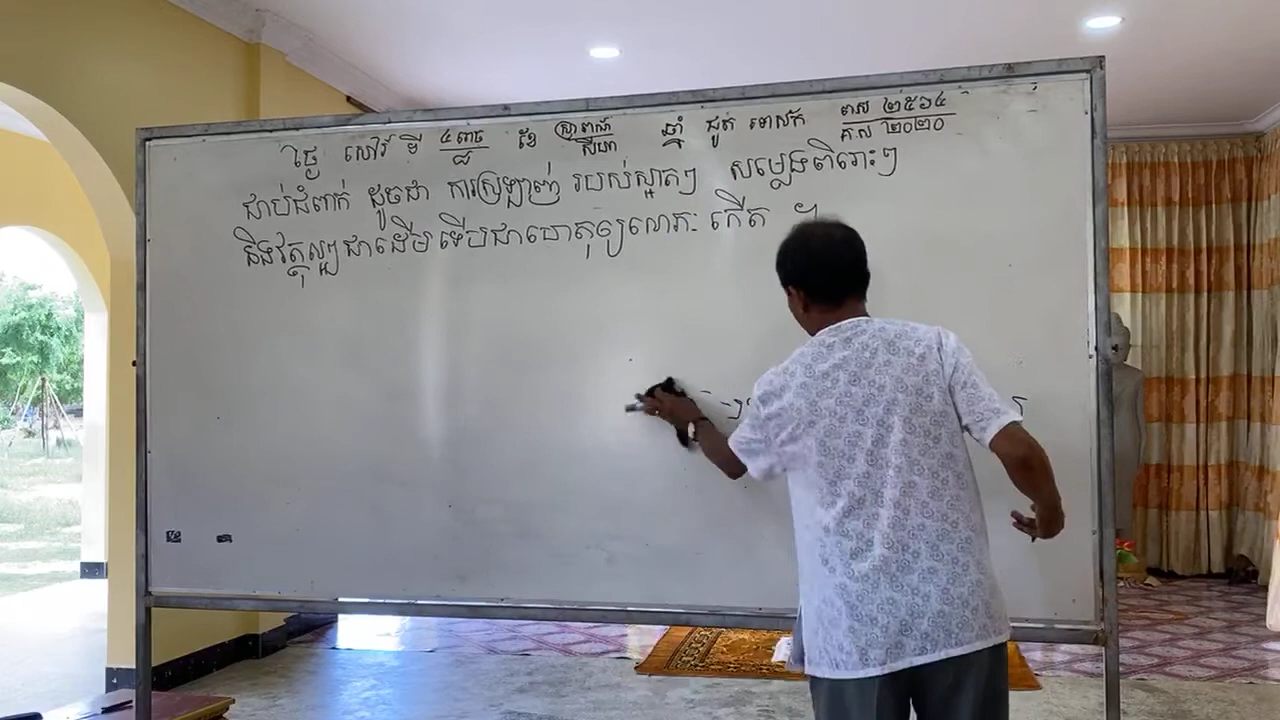 ថ្ងៃ សៅរ៍ ទី ៤រោច ៨ ខែ ស្រាពណ៍ សីហា ឆ្នាំ ជូត ទោស័ក ពស ២៥៦៤ គ.ស ២០២០
ជាប់ជំពាក់ ដូចជា ការស្រឡាញ់ របស់ស្អាតៗ សម្លេងពិរោះៗ
និងវត្ថុល្អៗជាដើម ទើបជាហេតុឲ្យលោភៈ កើត ។